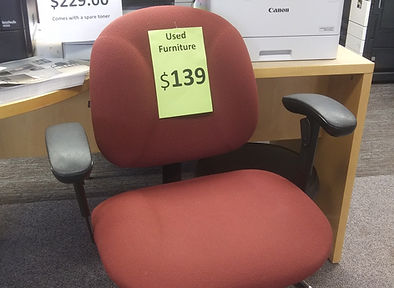 $229.00
Comes with a spare toner
Canon
Used
Furniture
$139